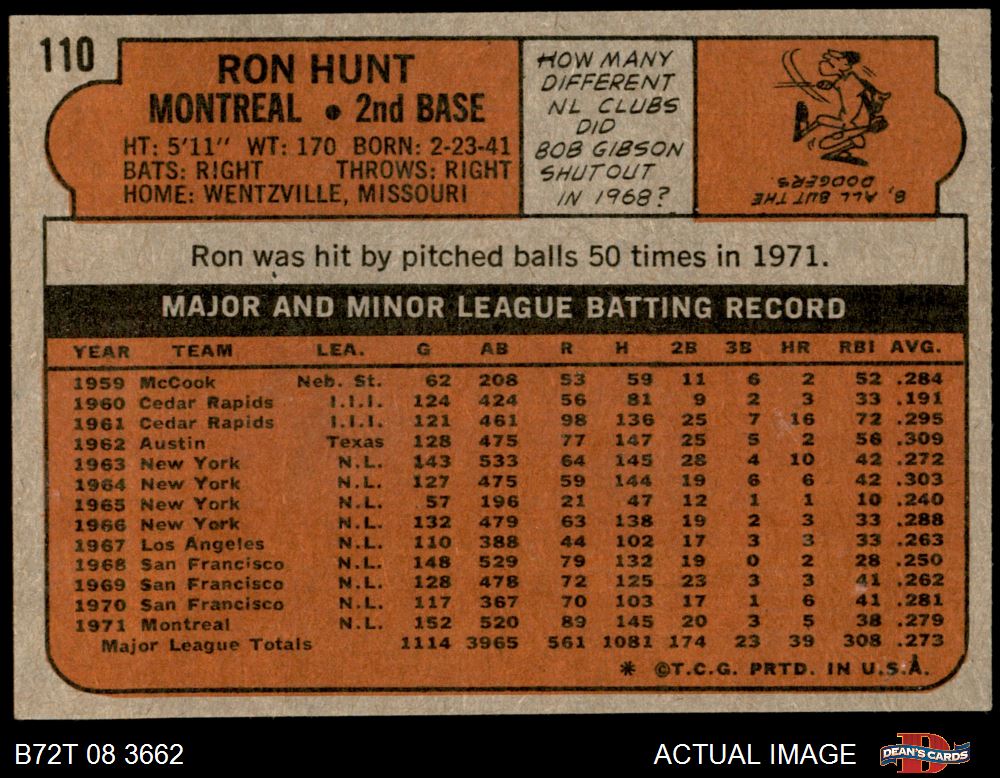 110
RON HUNT
MONTREAL • 2nd BASE
HT: 5'11" WT: 170 BORN: 2-23-41
BATS: RIGHT THROWS: RIGHT
HOME: WENTZVILLE, MISSOURI
HOW MANY
DIFFERENT
NL CLUBS
DID
BOB GIBSON
SHUTOUT
IN 1968?
8, ALL BUT THE
DODGERS.
Ron was hit by pitched balls 50 times in 1971.
MAJOR AND MINOR LEAGUE BATTING RECORD
YEAR TEAM LEA. G AB R H 2B 3B HR RBI AVG.
1959 McCook Neb. St. 62 208 53 59 11 6 2 52 .284
1960 Cedar Rapids I.I.I. 124 424 56 81 9 2 3 33 .191
1961 Cedar Rapids I.I.I. 121 461 98 136 25 7 16 72 .295
1962 Austin Texas 128 475 77 147 25 5 2 56 .309
1963 New York N.L. 143 533 64 145 28 4 10 42 .272
1964 New York N.L. 127 475 59 144 19 6 6 42 .303
1965 New York N.L. 57 196 21 47 12 1 1 10 .240
1966 New York N.L. 132 479 63 138 19 2 3 33 .288
1967 Los Angeles N.L. 110 388 44 102 17 3 3 33 .263
1968 San Francisco N.L. 148 529 79 132 19 0 2 28 .250
1969 San Francisco N.L. 128 478 72 125 23 3 3 41 .262
1970 San Francisco N.L. 117 367 70 103 17 1 6 41 .281
1971 Montreal N.L. 152 520 89 145 20 3 5 38 .279
Major League Totals 1114 3965 561 1081 174 23 39 308 .273
* ©T.C.G. PRTD. IN U.S.A.
B72T 08 3662
ACTUAL IMAGE
DEAN'S CARDS